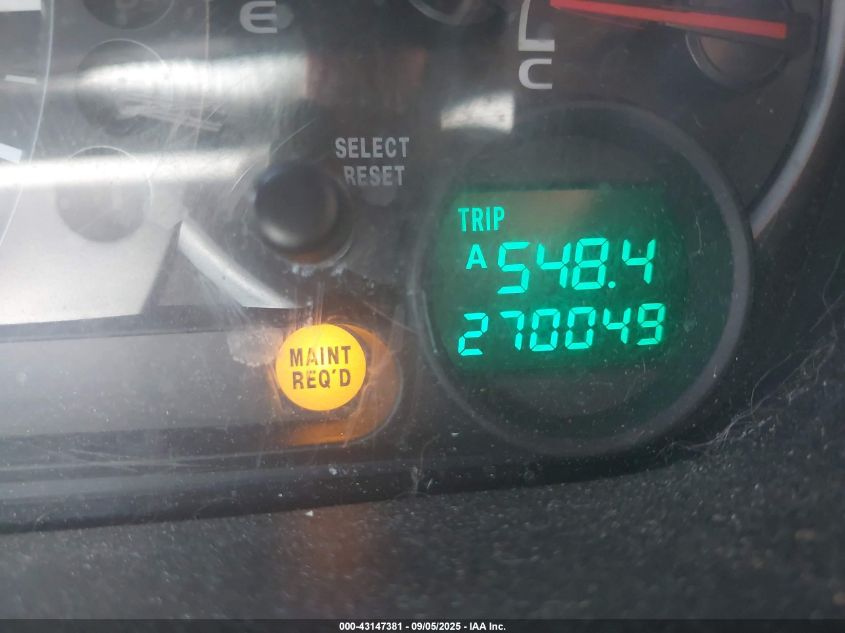 E
C
SELECT
RESET
TRIP
A 548.4
270049
MAINT
REQ'D
000-43147381 - 09/05/2025 - IAA Inc.